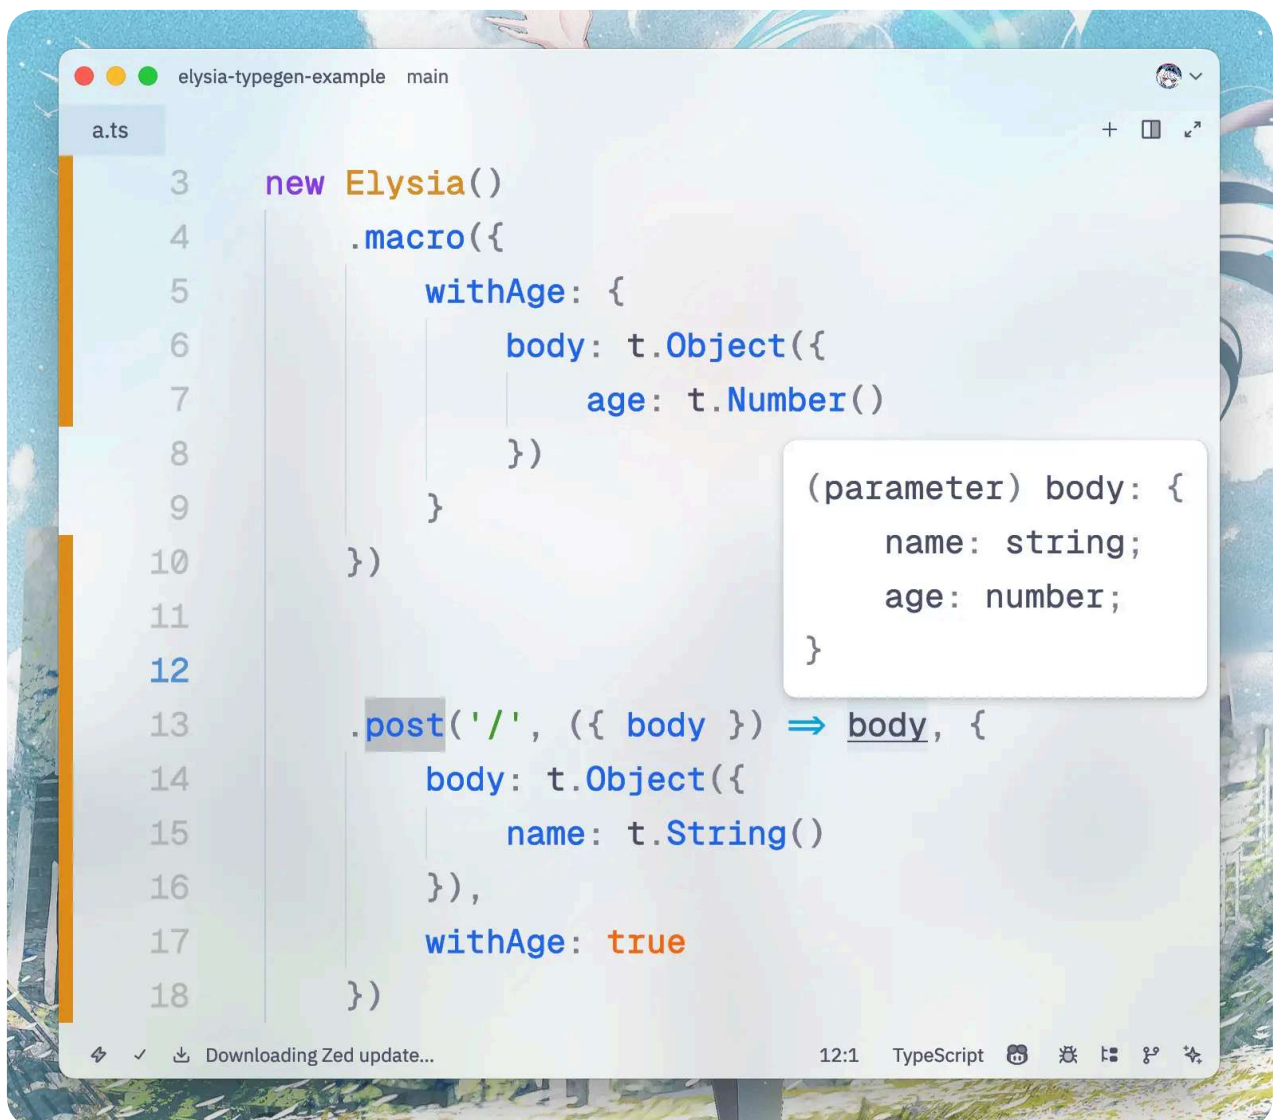 elysia-typegen-example main
a.ts
3 new Elysia()
4 .macro({
5 withAge: {
6 body: t.Object({
7 age: t.Number()
8 })
9 }
10 })
11
12
(parameter) body: {
name: string;
age: number;
}
13 .post('/', ({ body }) => body, {
14 body: t.Object({
15 name: t.String()
16 }),
17 withAge: true
18 })
Downloading Zed update... 12:1 TypeScript